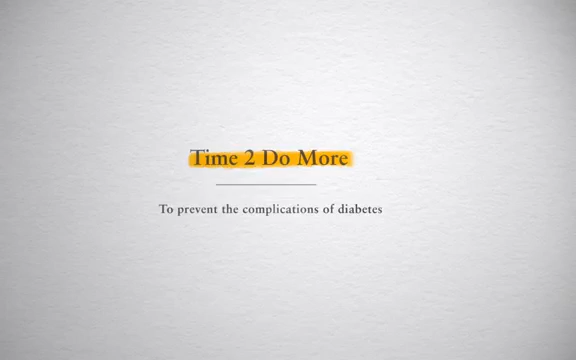 Time 2 Do More
To prevent the complications of diabetes